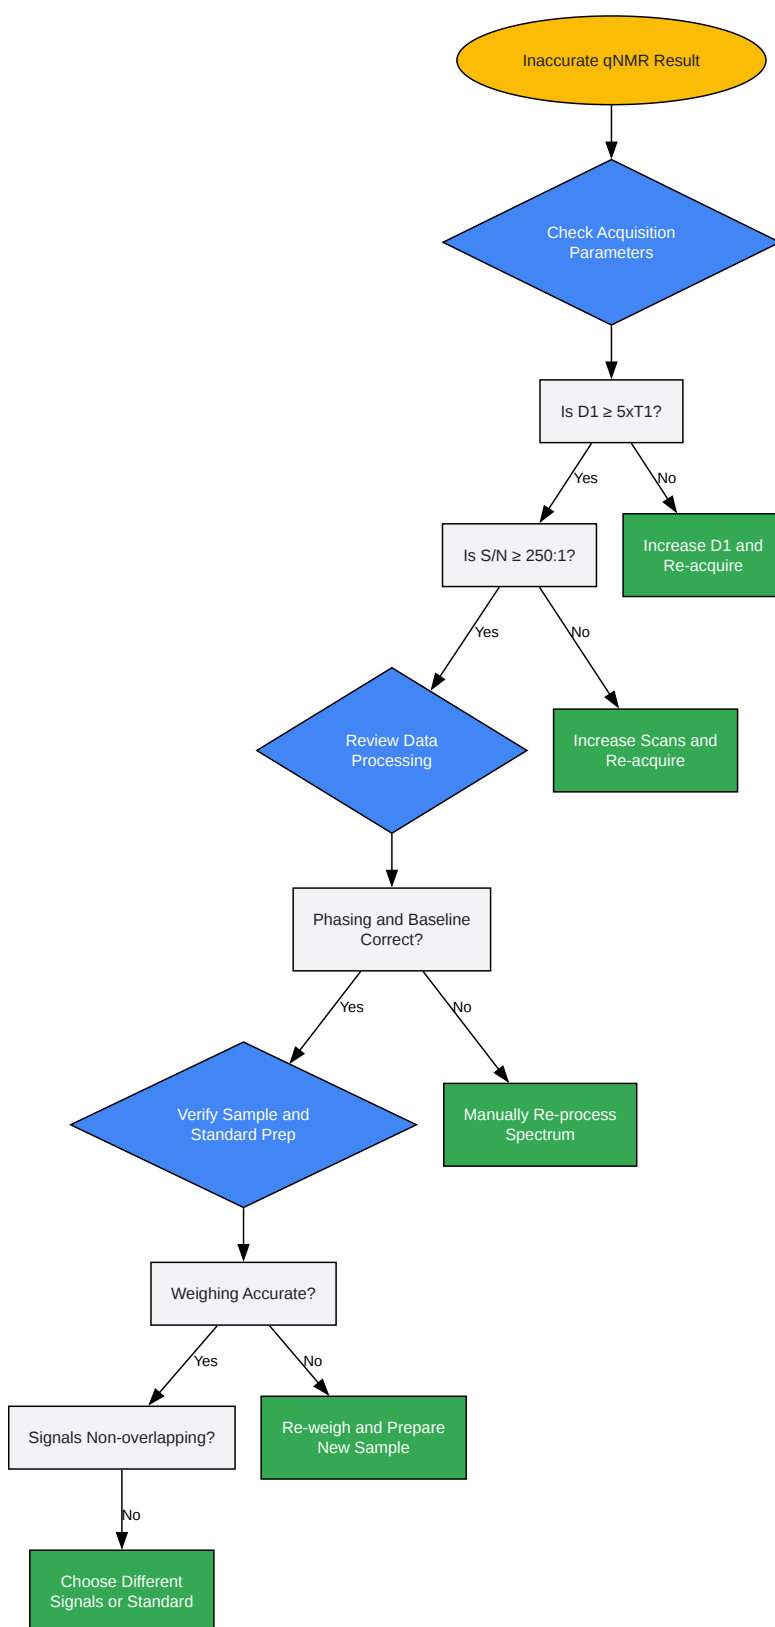 Inaccurate qNMR Result
Check Acquisition
Parameters
Is D1 ≥ 5xT1?
Yes
No
Is S/N ≥ 250:1?
Increase D1 and
Re-acquire
Yes
No
Review Data
Processing
Increase Scans and
Re-acquire
Phasing and Baseline
Correct?
Yes
No
Verify Sample and
Standard Prep
Manually Re-process
Spectrum
Weighing Accurate?
Yes
No
Signals Non-overlapping?
Re-weigh and Prepare
New Sample
No
Choose Different
Signals or Standard